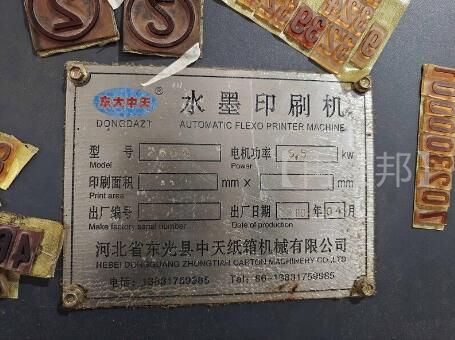 东大中天 ®
DONGDAZT
水墨印刷机
AUTOMATIC FLEXO PRINTER MACHINE
型号 2600 电机功率 5.5 kw
Model
印刷面积 mm × mm
Print area
出厂编号 出厂日期 年 04 月
Make factory serial number Date of production
河北省东光县中天纸箱机械有限公司
HEBEI DONGGUANG ZHONGTIAN CARTON MACHINERY CO.,LTD
电话: 13831759385 Tel: 86-13831759385